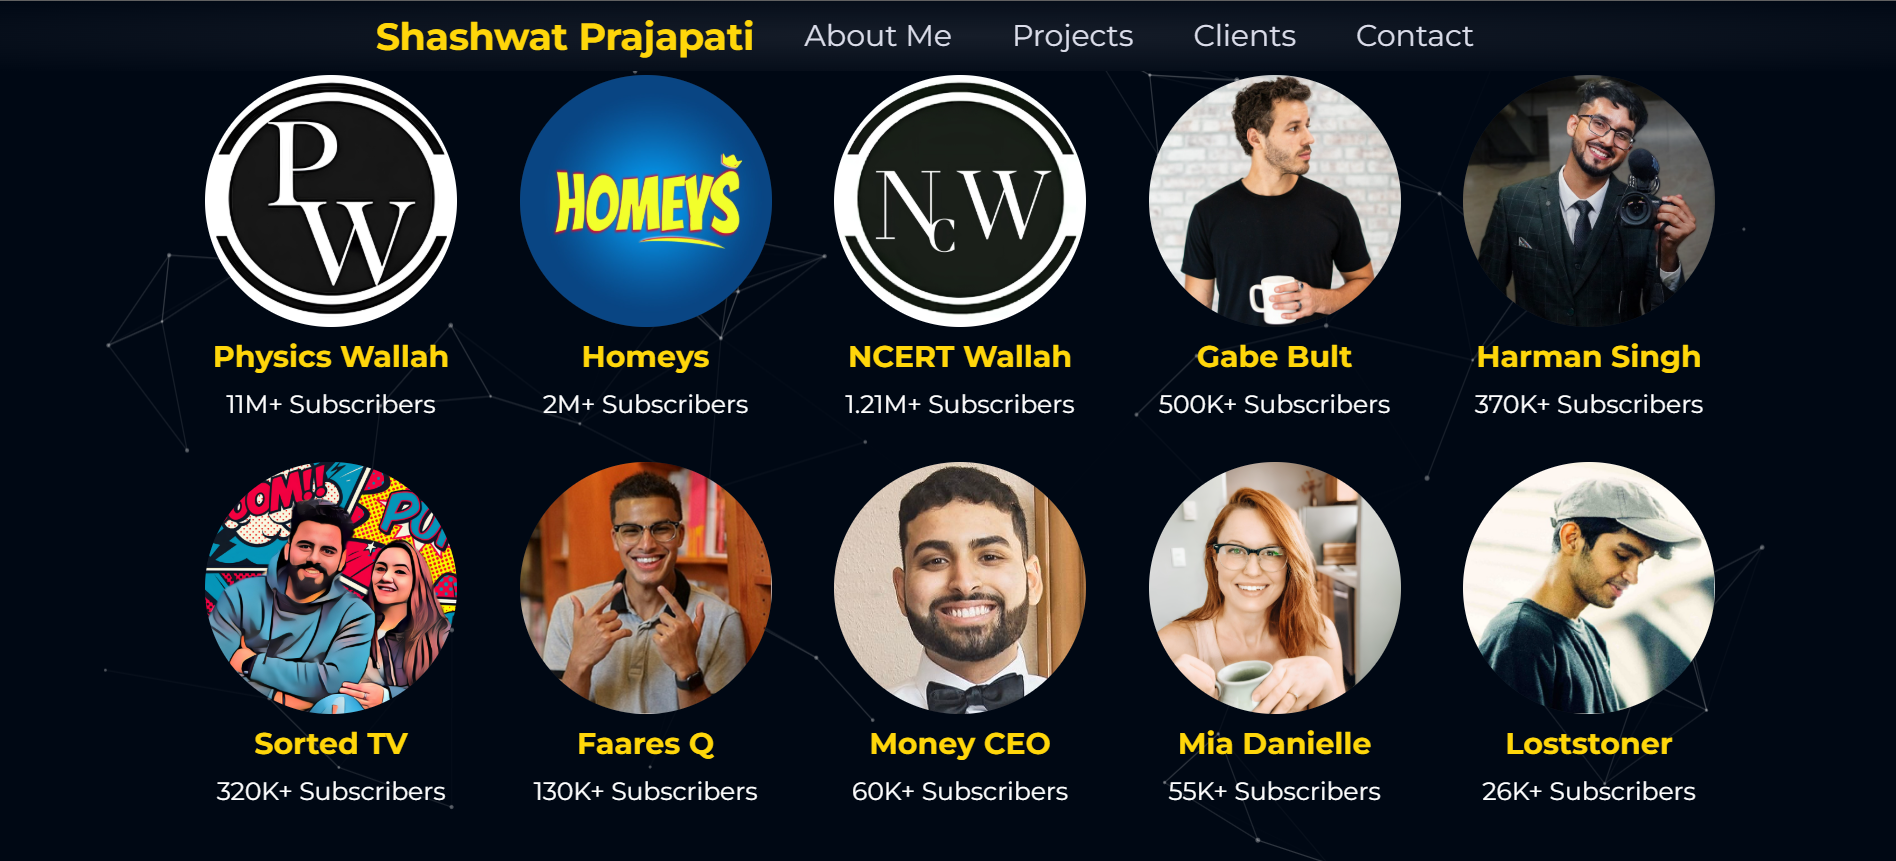 Shashwat Prajapati About Me Projects Clients Contact
PW
HOMEYS
NCW
Physics Wallah
Homeys
NCERT Wallah
Gabe Bult
Harman Singh
11M+ Subscribers
2M+ Subscribers
1.21M+ Subscribers
500K+ Subscribers
370K+ Subscribers
OOM!!
POW
Sorted TV
Faares Q
Money CEO
Mia Danielle
Loststoner
320K+ Subscribers
130K+ Subscribers
60K+ Subscribers
55K+ Subscribers
26K+ Subscribers